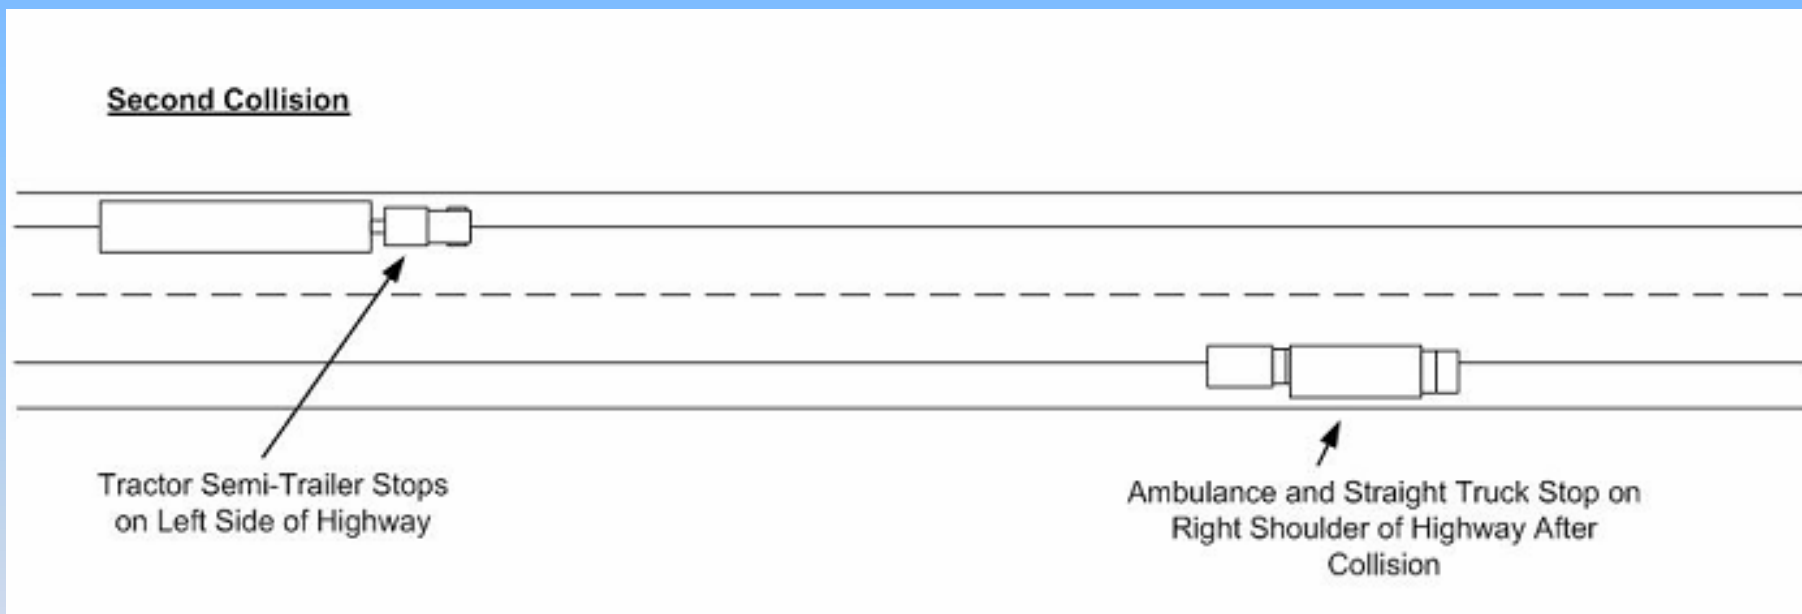 Second Collision
Tractor Semi-Trailer Stops
on Left Side of Highway
Ambulance and Straight Truck Stop on
Right Shoulder of Highway After
Collision